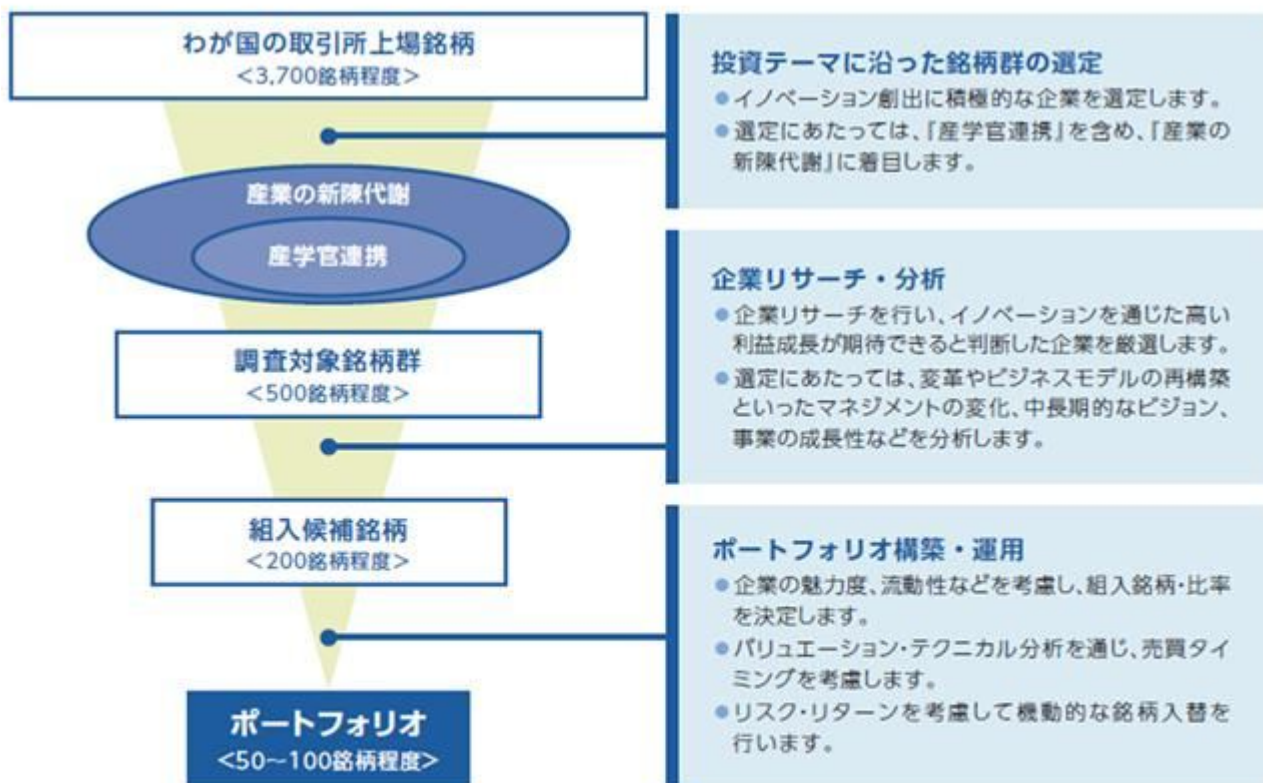 わが国の取引所上場銘柄
<3,700銘柄程度>
産業の新陳代謝
産学官連携
調査対象銘柄群
<500銘柄程度>
組入候補銘柄
<200銘柄程度>
ポートフォリオ
<50〜100銘柄程度>
投資テーマに沿った銘柄群の選定
●イノベーション創出に積極的な企業を選定します。
●選定にあたっては、『産学官連携』を含め、『産業の
新陳代謝』に着目します。
企業リサーチ・分析
●企業リサーチを行い、イノベーションを通じた高い
利益成長が期待できると判断した企業を厳選します。
●選定にあたっては、変革やビジネスモデルの再構築
といったマネジメントの変化、中長期的なビジョン、
事業の成長性などを分析します。
ポートフォリオ構築・運用
●企業の魅力度、流動性などを考慮し、組入銘柄・比率
を決定します。
●バリュエーション・テクニカル分析を通じ、売買タイ
ミングを考慮します。
●リスク・リターンを考慮して機動的な銘柄入替を
行います。